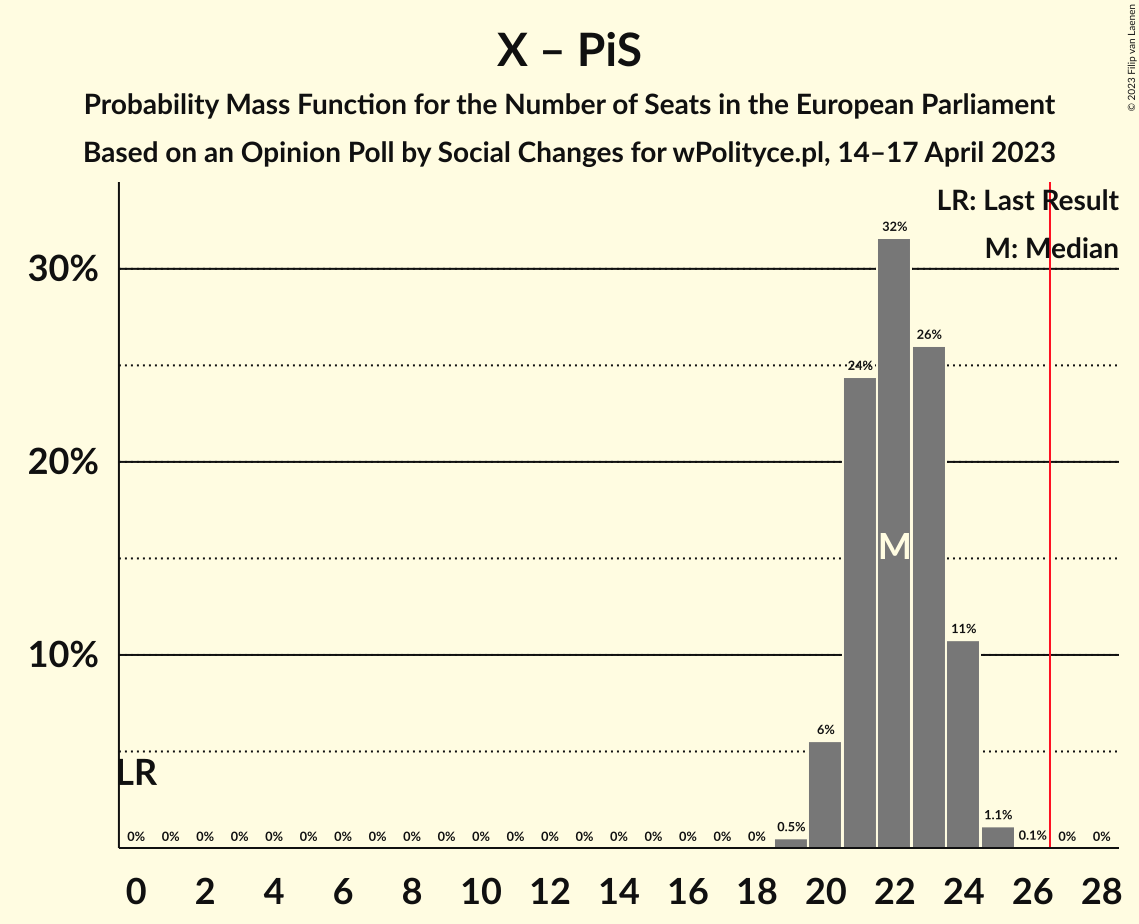 X – PiS
Probability Mass Function for the Number of Seats in the European Parliament
Based on an Opinion Poll by Social Changes for wPolityce.pl, 14–17 April 2023
© 2023 Filip van Laenen
LR: Last Result
M: Median
32%
30%
26%
24%
20%
M
11%
10%
6%
LR
0% 0% 0% 0% 0% 0% 0% 0% 0% 0% 0% 0% 0% 0% 0% 0% 0% 0% 0% 0.5% 1.1% 0.1% 0% 0%
0 2 4 6 8 10 12 14 16 18 20 22 24 26 28